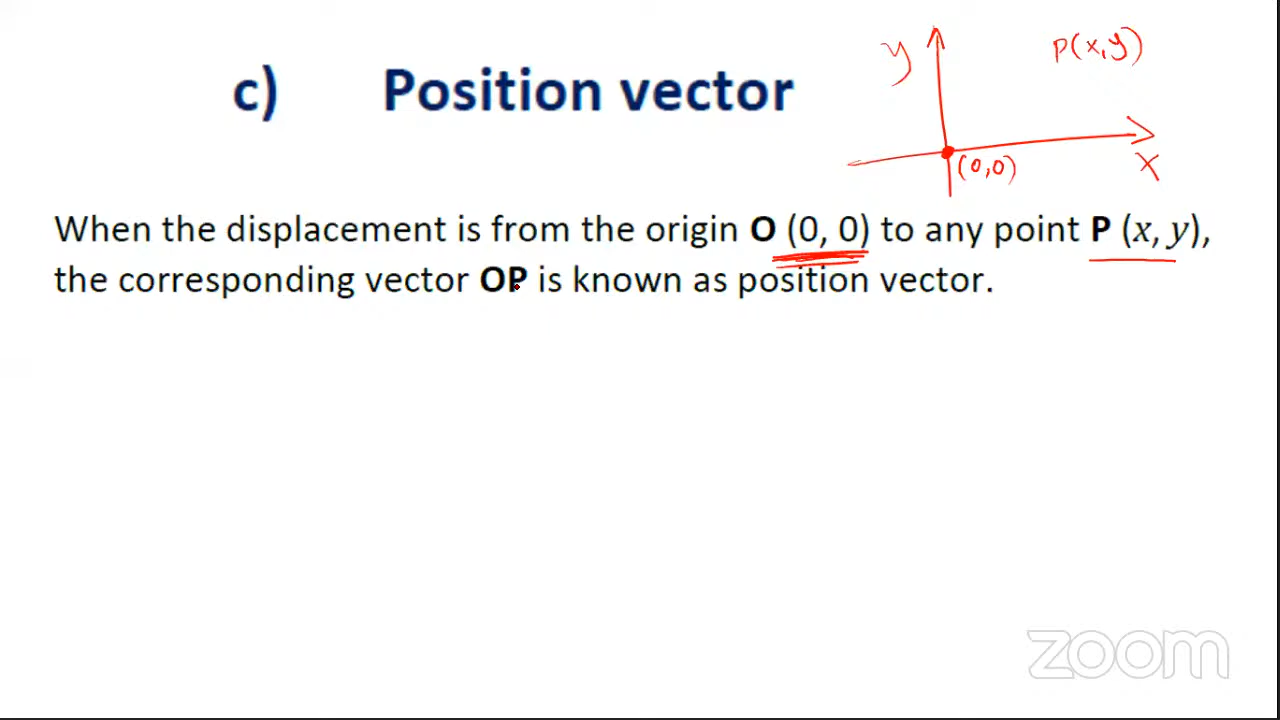 c) Position vector
y
P(x,y)
(0,0)
x
When the displacement is from the origin O (0, 0) to any point P (x, y),
the corresponding vector OP is known as position vector.
zoom